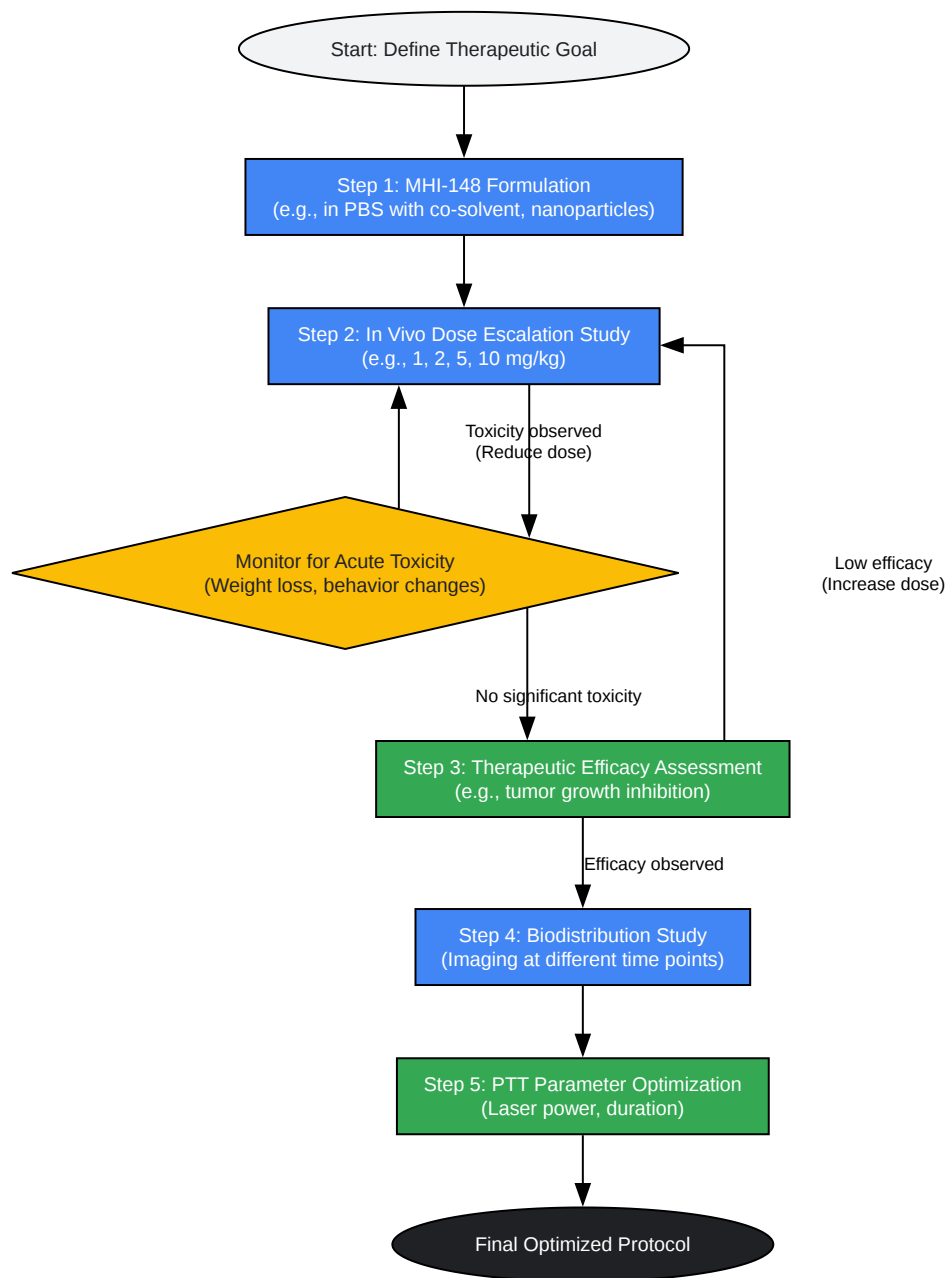 Start: Define Therapeutic Goal
Step 1: MHI-148 Formulation
(e.g., in PBS with co-solvent, nanoparticles)
Step 2: In Vivo Dose Escalation Study
(e.g., 1, 2, 5, 10 mg/kg)
Toxicity observed
(Reduce dose)
Monitor for Acute Toxicity
(Weight loss, behavior changes)
Low efficacy
(Increase dose)
No significant toxicity
Step 3: Therapeutic Efficacy Assessment
(e.g., tumor growth inhibition)
Efficacy observed
Step 4: Biodistribution Study
(Imaging at different time points)
Step 5: PTT Parameter Optimization
(Laser power, duration)
Final Optimized Protocol